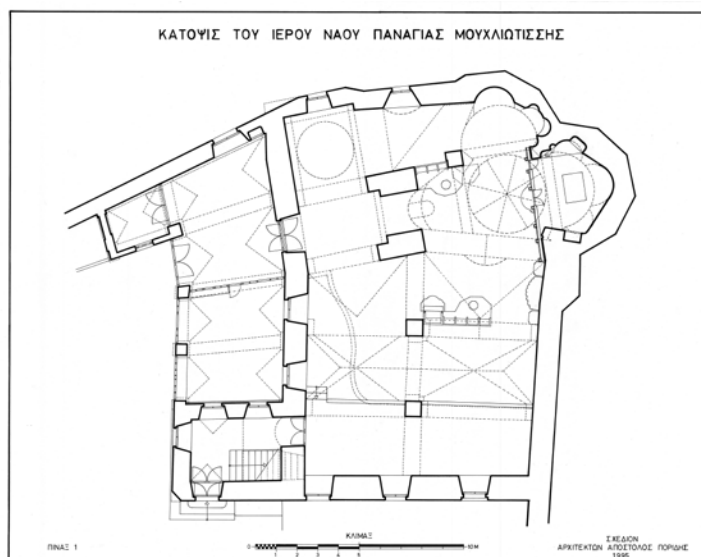 ΚΑΤΟΨΙΣ ΤΟΥ ΙΕΡΟΥ ΝΑΟΥ ΠΑΝΑΓΙΑΣ ΜΟΥΧΛΙΩΤΙΣΣΗΣ
ΠΙΝΑΞ 1
ΚΛΙΜΑΞ
0 1 2 3 4 5 10 Μ
ΣΧΕΔΙΟΝ
ΑΡΧΙΤΕΚΤΩΝ ΑΠΟΣΤΟΛΟΣ ΠΟΡΙΔΗΣ
1995